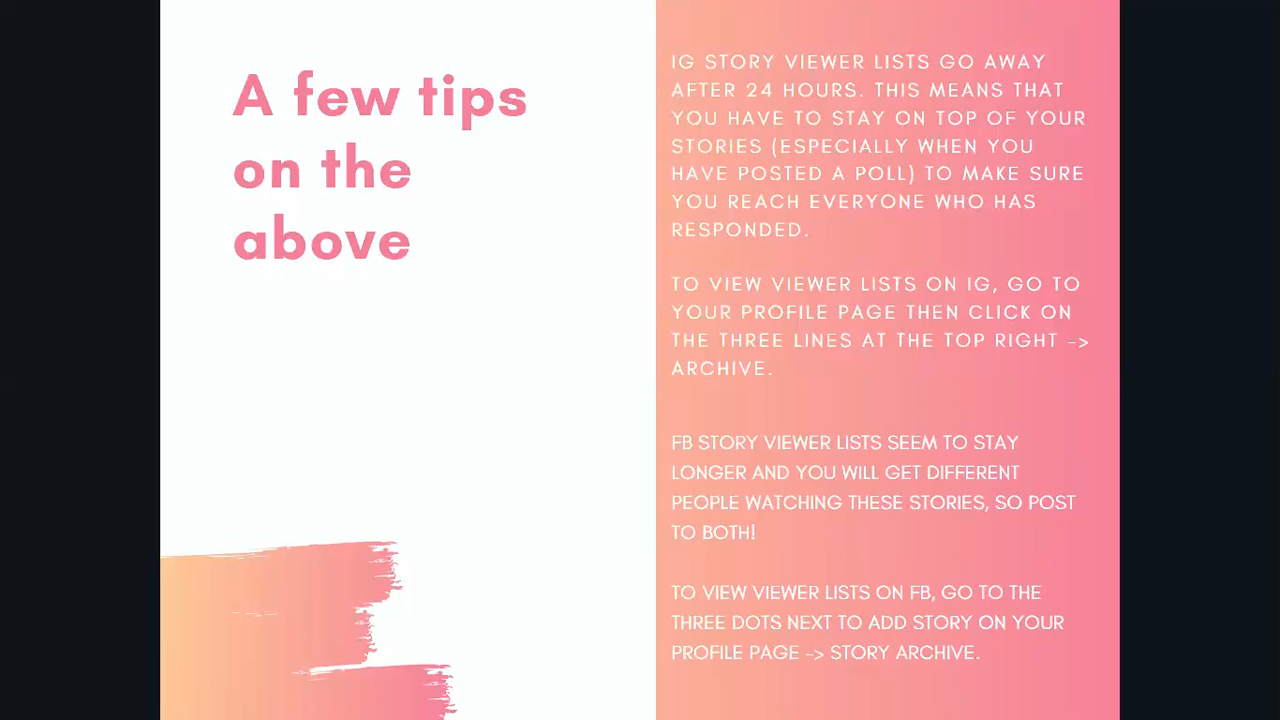 A few tips
on the
above
IG STORY VIEWER LISTS GO AWAY
AFTER 24 HOURS. THIS MEANS THAT
YOU HAVE TO STAY ON TOP OF YOUR
STORIES (ESPECIALLY WHEN YOU
HAVE POSTED A POLL) TO MAKE SURE
YOU REACH EVERYONE WHO HAS
RESPONDED.
TO VIEW VIEWER LISTS ON IG, GO TO
YOUR PROFILE PAGE THEN CLICK ON
THE THREE LINES AT THE TOP RIGHT ->
ARCHIVE.
FB STORY VIEWER LISTS SEEM TO STAY
LONGER AND YOU WILL GET DIFFERENT
PEOPLE WATCHING THESE STORIES, SO POST
TO BOTH!
TO VIEW VIEWER LISTS ON FB, GO TO THE
THREE DOTS NEXT TO ADD STORY ON YOUR
PROFILE PAGE -> STORY ARCHIVE.